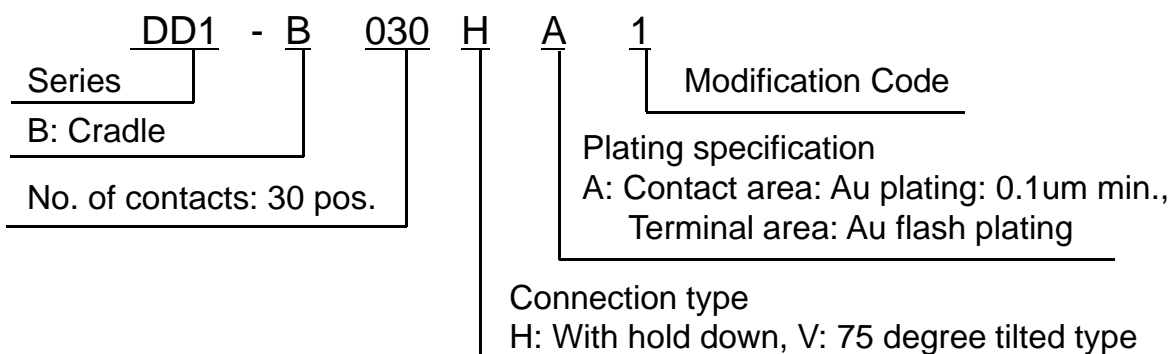 DD1 - B 030 H A 1
Series
Modification Code
B: Cradle
Plating specification
A: Contact area: Au plating: 0.1um min.,
Terminal area: Au flash plating
No. of contacts: 30 pos.
Connection type
H: With hold down, V: 75 degree tilted type